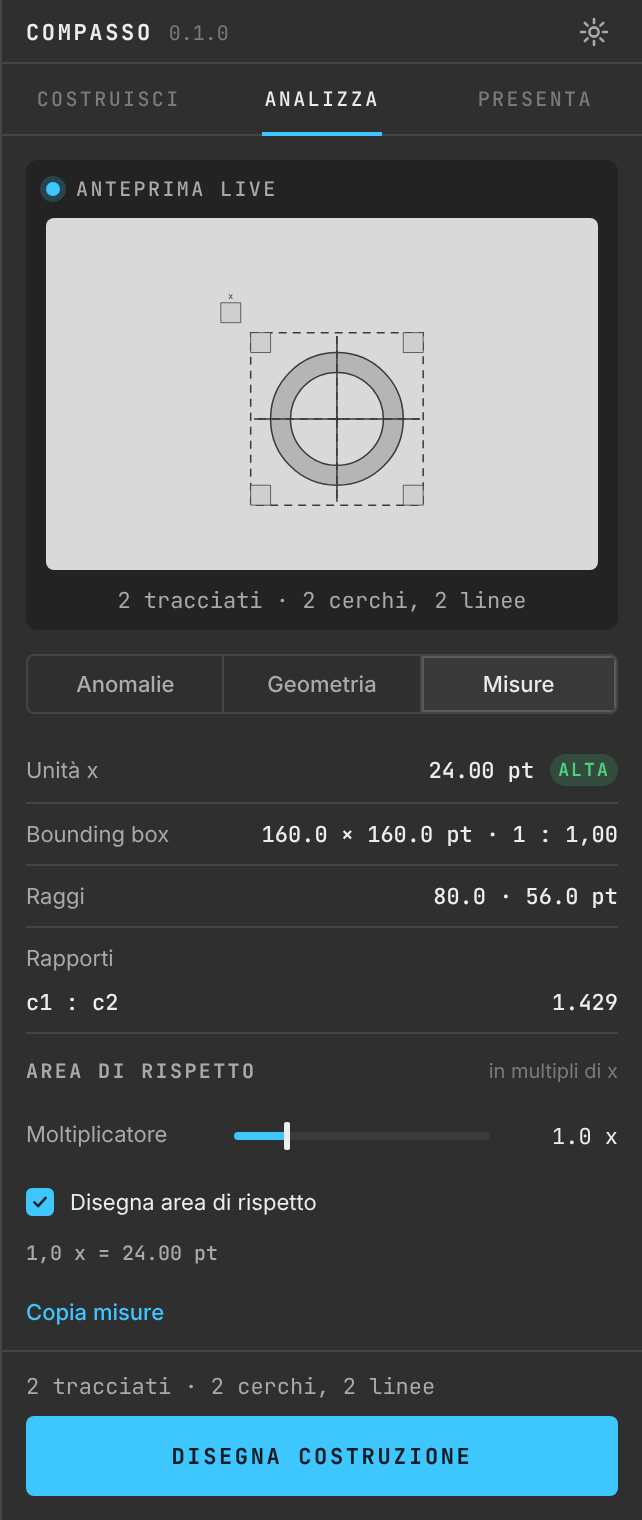 COMPASSO 0.1.0
COSTRUISCI ANALIZZA PRESENTA
ANTEPRIMA LIVE
x
2 tracciati · 2 cerchi, 2 linee
Anomalie Geometria Misure
Unità x 24.00 pt ALTA
Bounding box 160.0 × 160.0 pt · 1 : 1,00
Raggi 80.0 · 56.0 pt
Rapporti
c1 : c2 1.429
AREA DI RISPETTO in multipli di x
Moltiplicatore 1.0 x
Disegna area di rispetto
1,0 x = 24.00 pt
Copia misure
2 tracciati · 2 cerchi, 2 linee
DISEGNA COSTRUZIONE